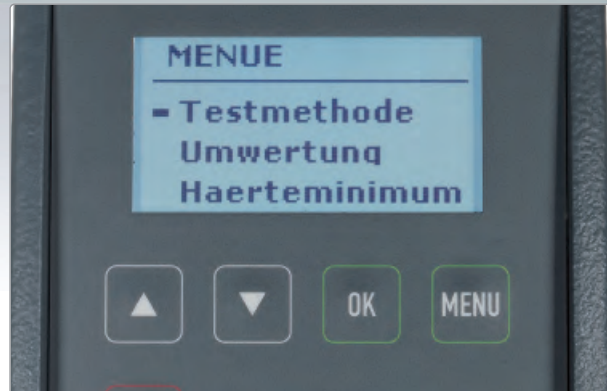 MENUE
- Testmethode
Umwertung
Haerteminimum
▲ ▼ OK MENU